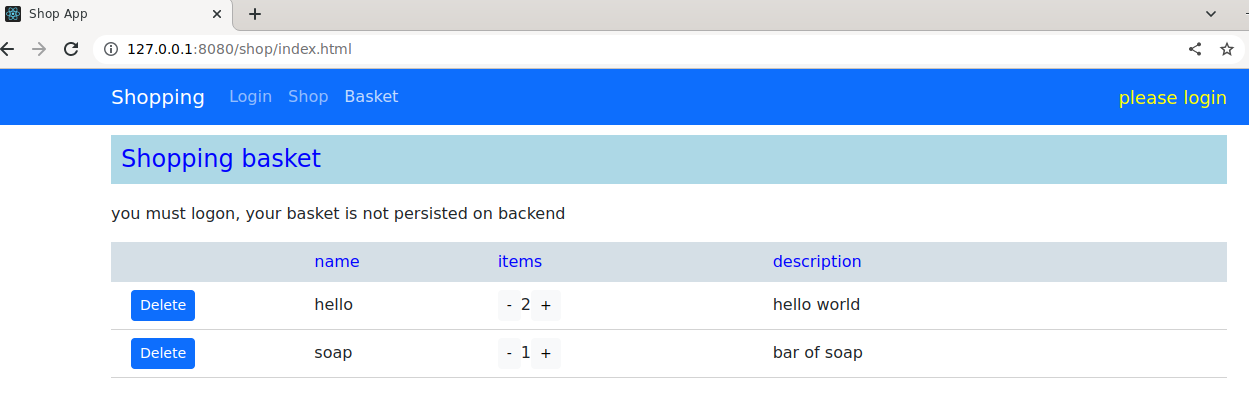 Shop App
127.0.0.1:8080/shop/index.html
Shopping Login Shop Basket please login
Shopping basket
you must logon, your basket is not persisted on backend
name items description
Delete hello - 2 + hello world
Delete soap - 1 + bar of soap